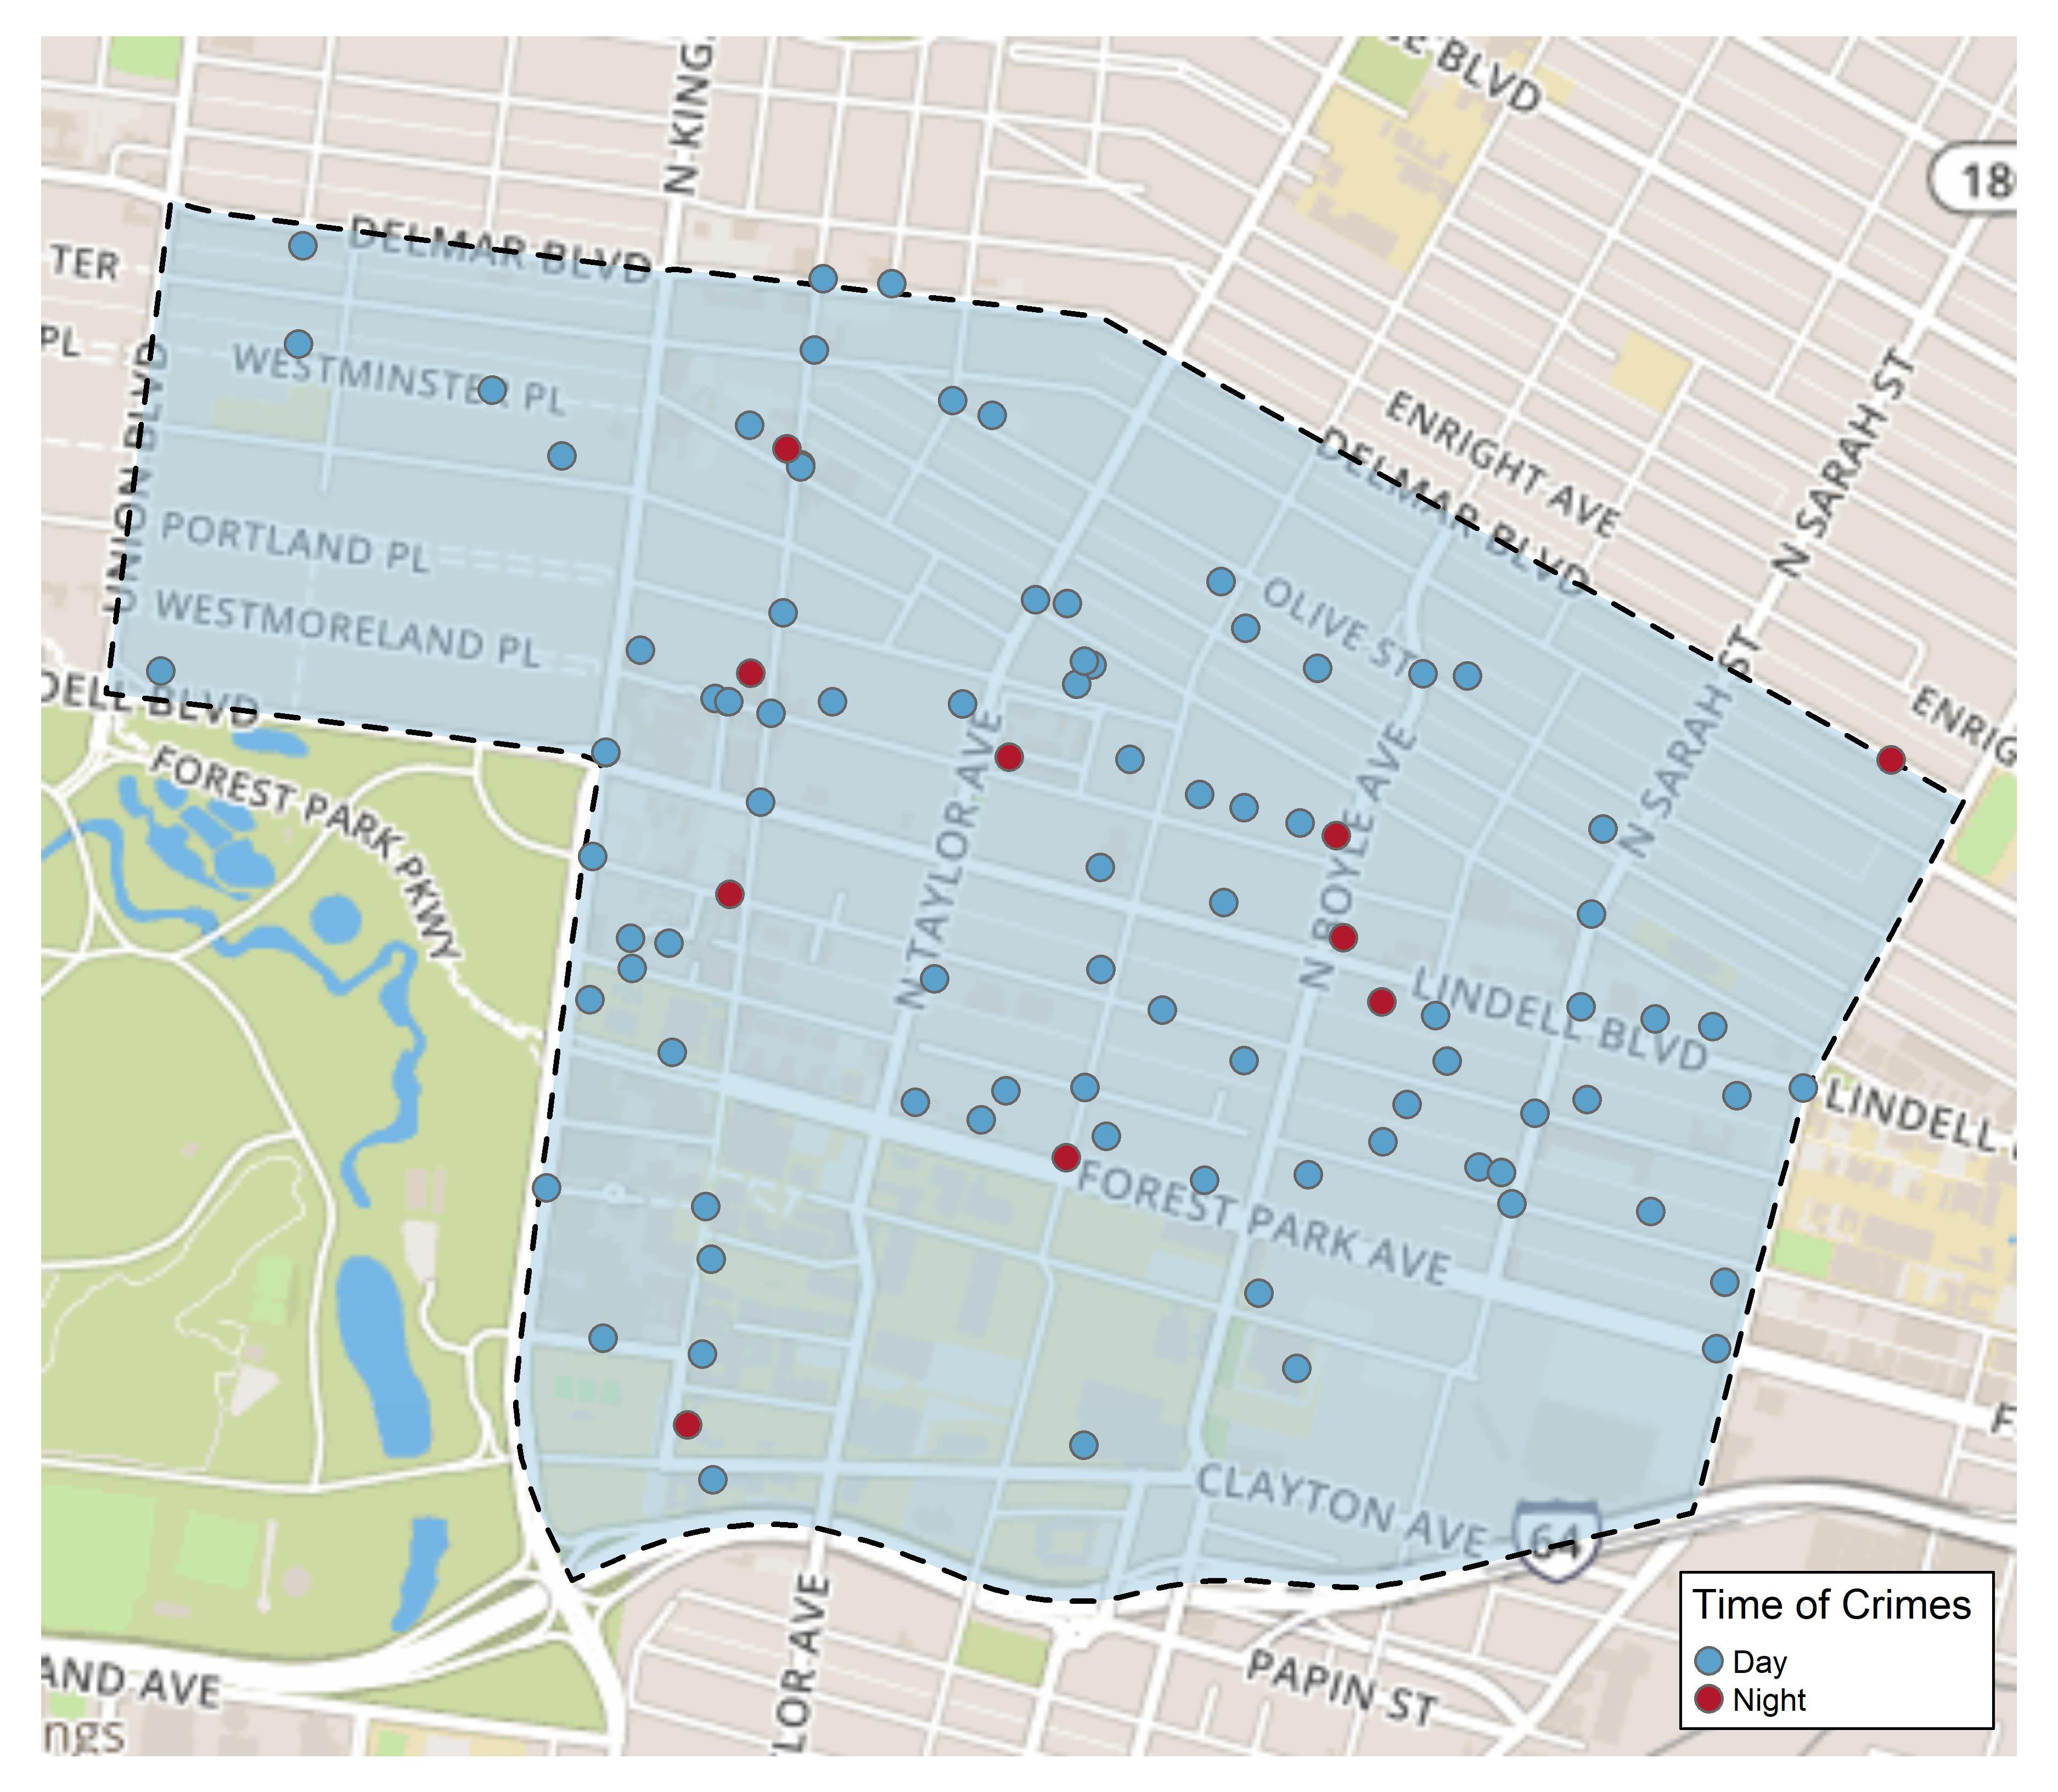 N KING
BLVD
18
TER
DELMAR BLVD
PL
WESTMINSTER PL
UNION BLVD
ENRIGHT AVE
N SARAH ST
DELMAR BLVD
PORTLAND PL
WESTMORELAND PL
OLIVE ST
DELL BLVD
ENRIG
FOREST PARK PKWY
N TAYLOR AVE
N BOYLE AVE
N SARAH ST
LINDELL BLVD
LINDELL
FOREST PARK AVE
F
CLAYTON AVE
64
LOR AVE
PAPIN ST
AND AVE
ngs
Time of Crimes
Day
Night